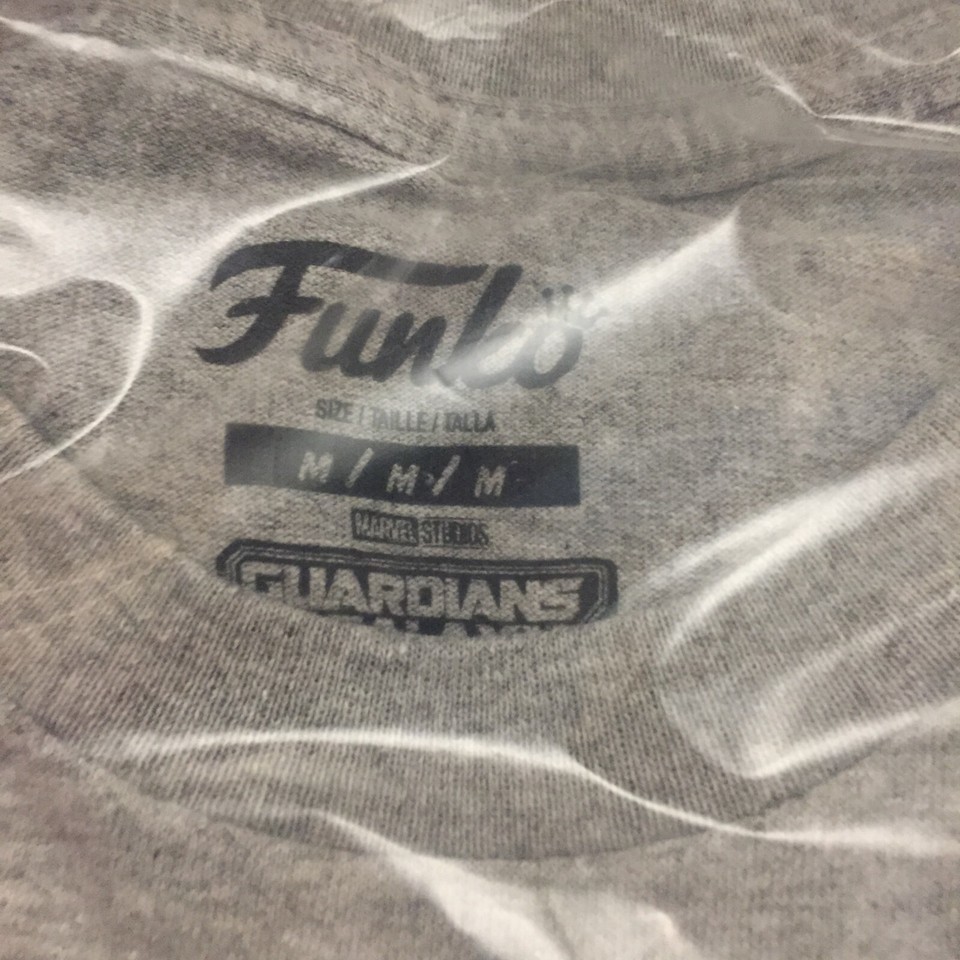 Funko
SIZE / TAILLE / TALLA
M / M / M
MARVEL STUDIOS
GUARDIANS